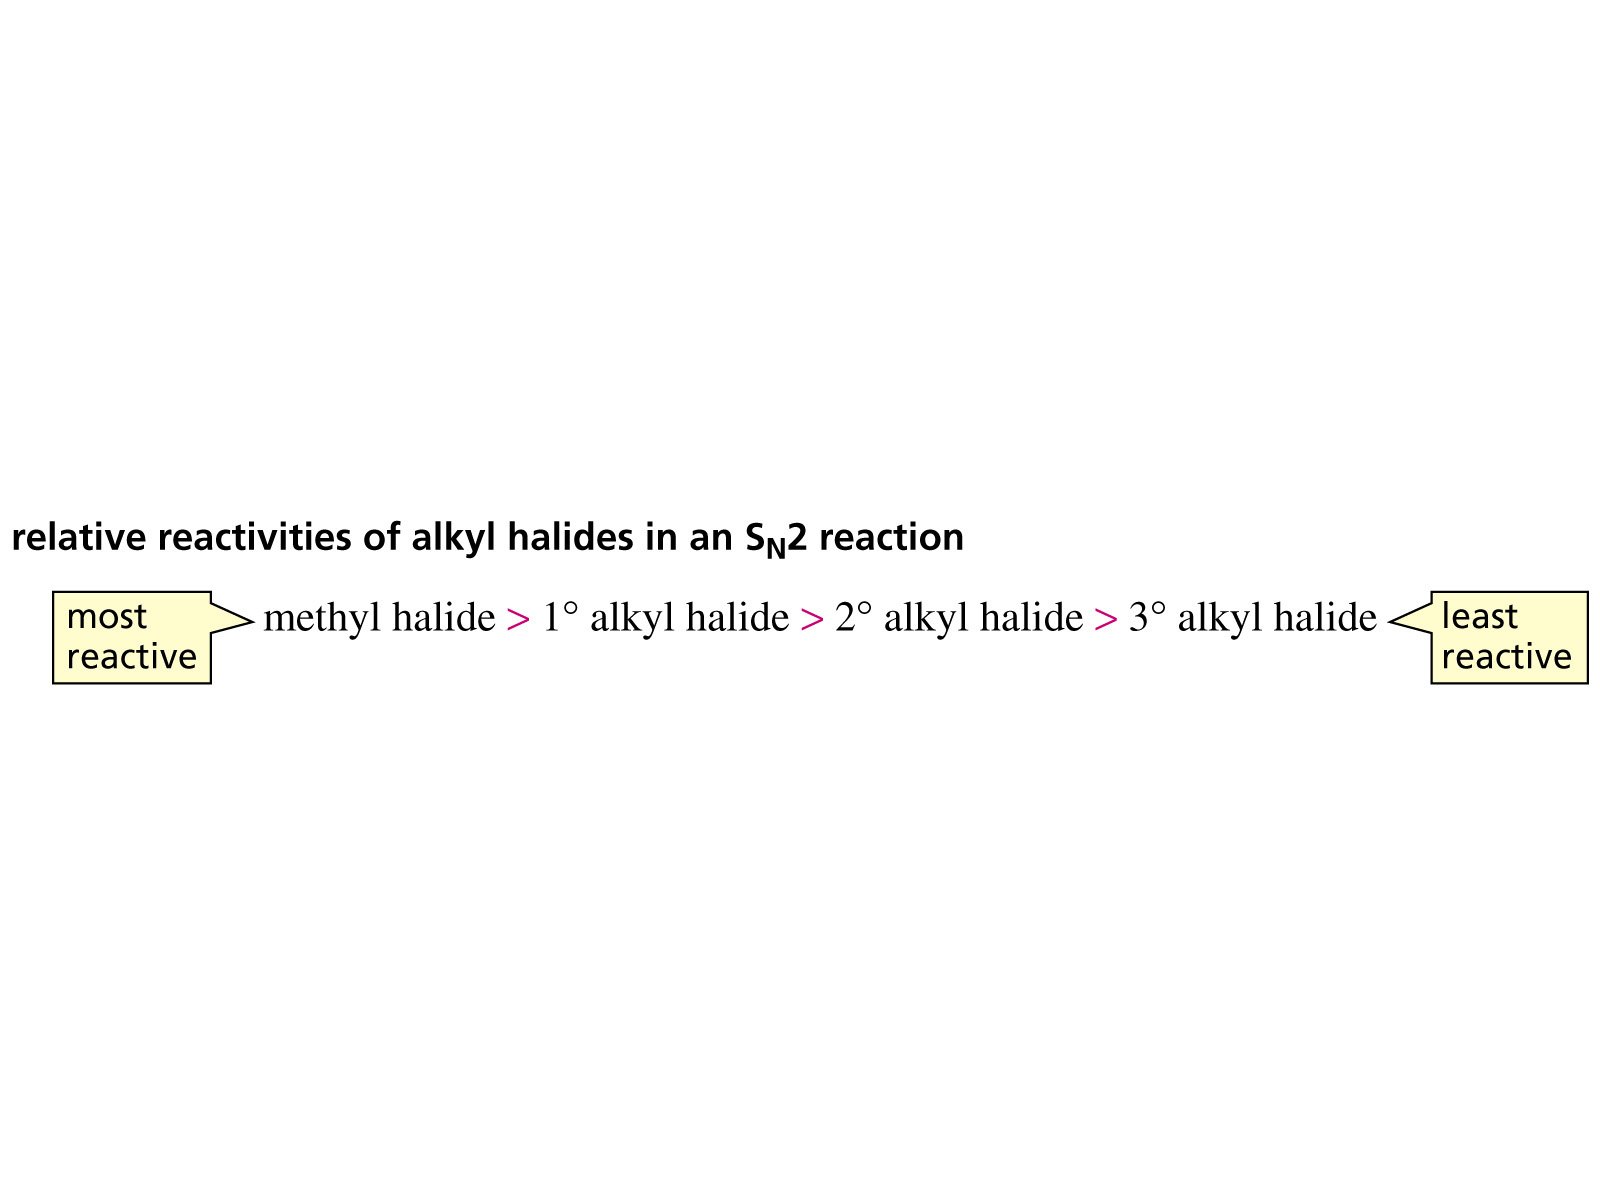 relative reactivities of alkyl halides in an SN2 reaction
most
reactive
methyl halide > 1° alkyl halide > 2° alkyl halide > 3° alkyl halide
least
reactive